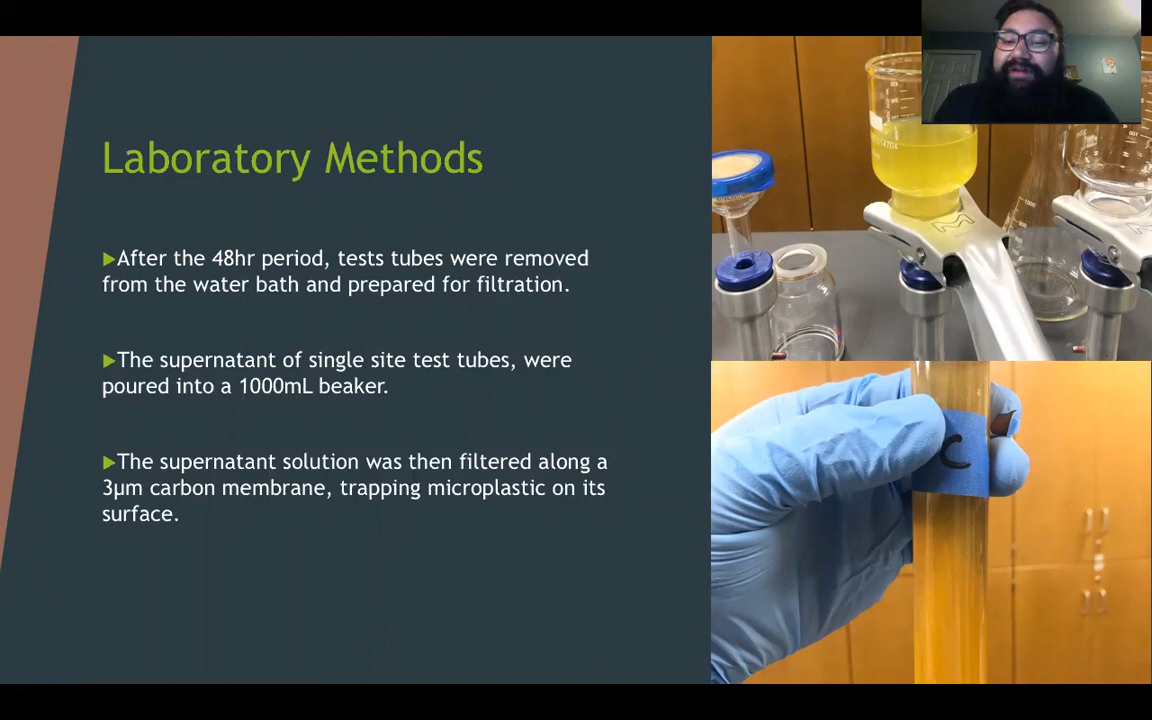 Laboratory Methods
After the 48hr period, tests tubes were removed
from the water bath and prepared for filtration.
The supernatant of single site test tubes, were
poured into a 1000mL beaker.
The supernatant solution was then filtered along a
3µm carbon membrane, trapping microplastic on its
surface.
M
C